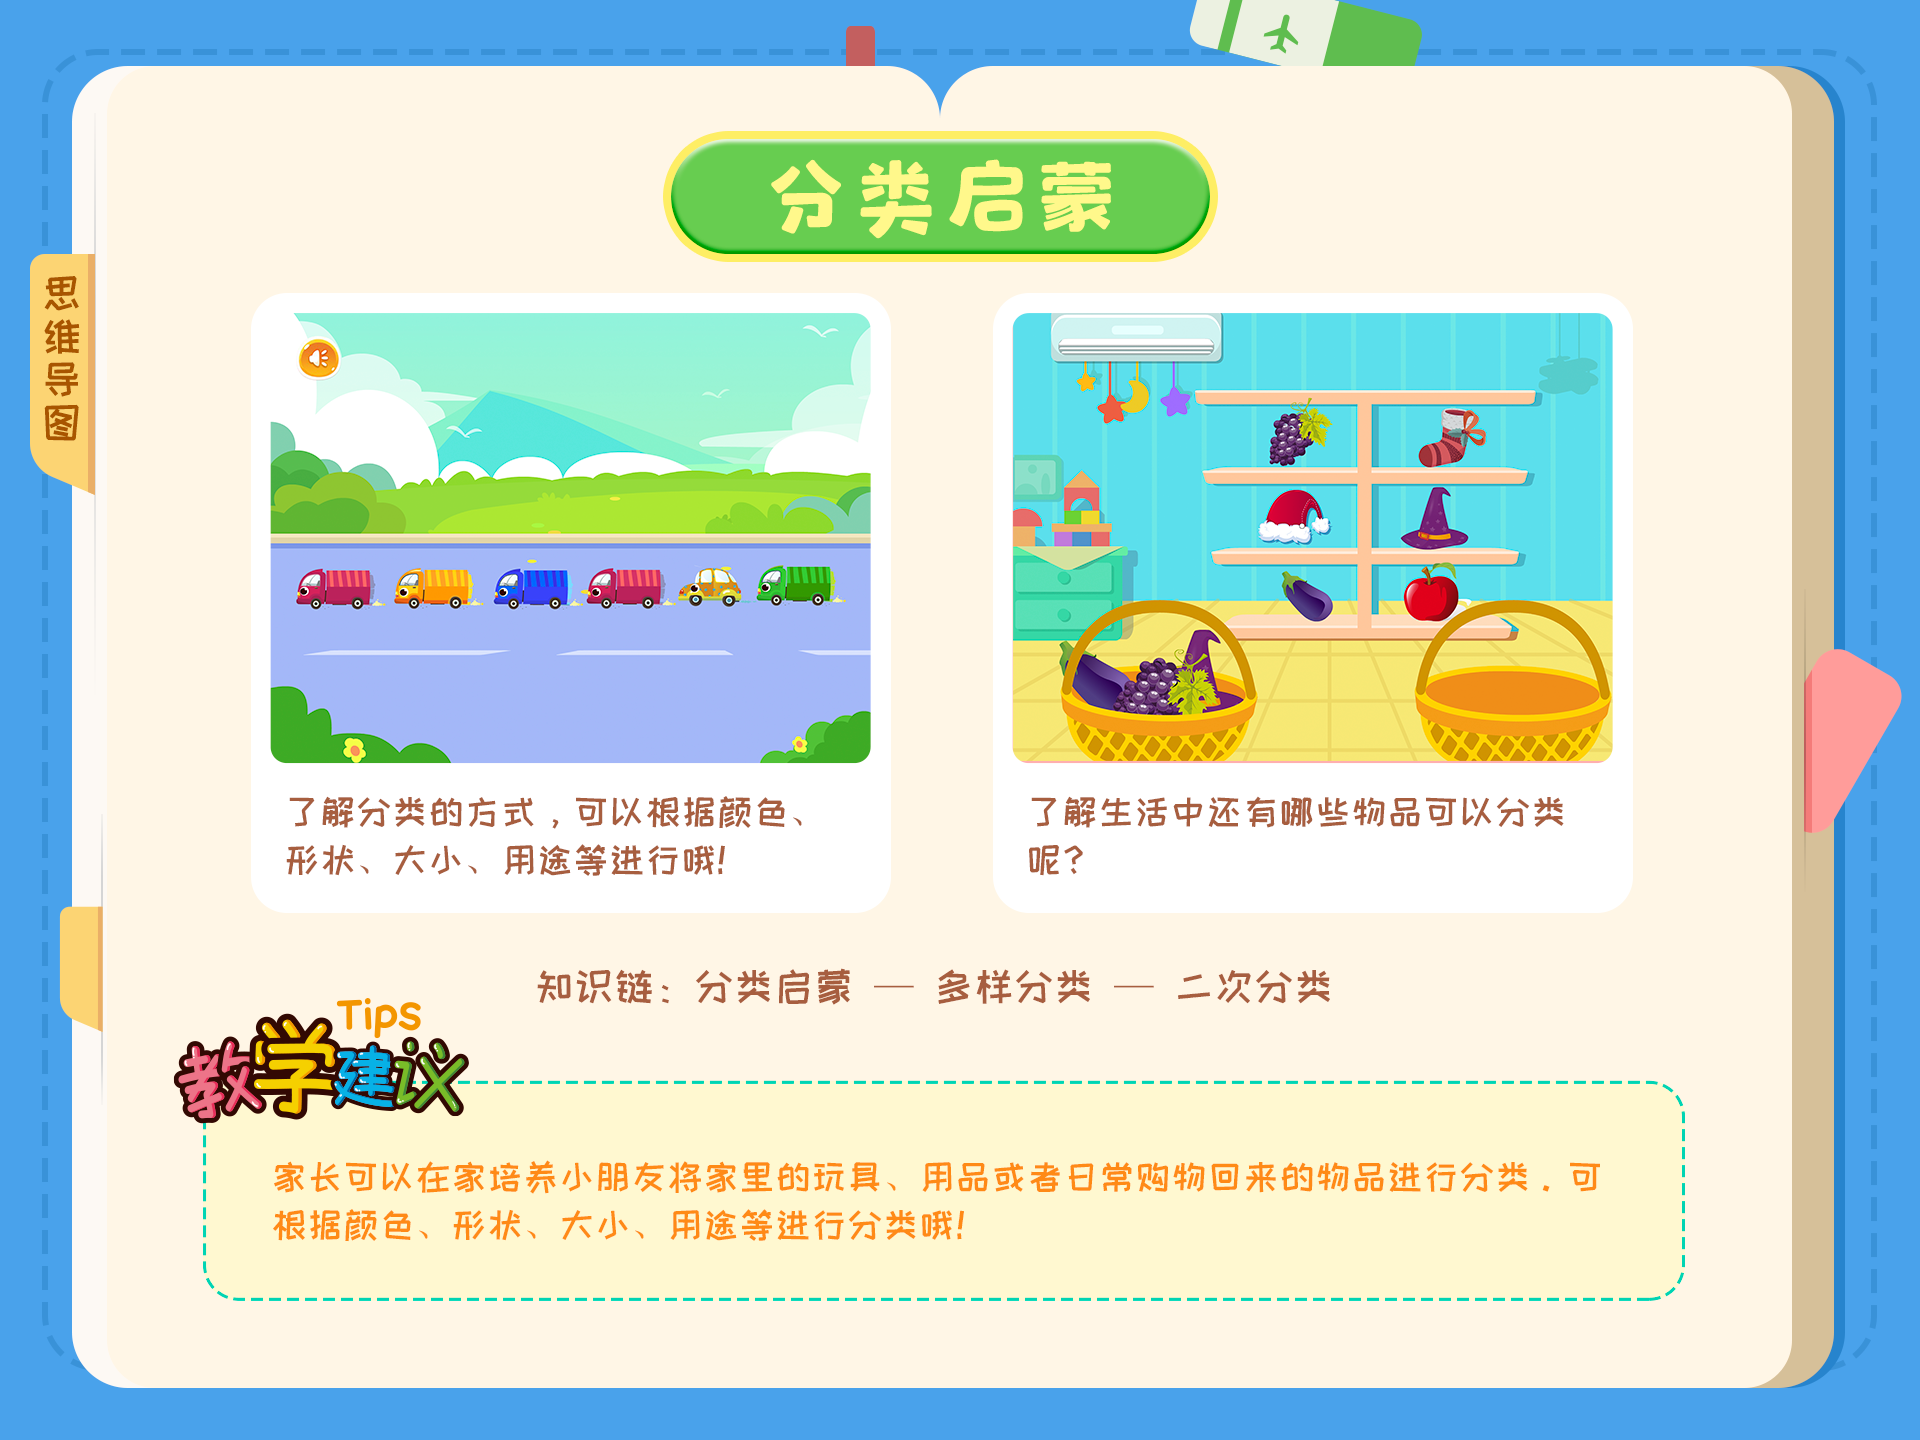 分类启蒙
思维导图
了解分类的方式，可以根据颜色、
形状、大小、用途等进行哦！
了解生活中还有哪些物品可以分类
呢？
知识链：分类启蒙 — 多样分类 — 二次分类
Tips
教学建议
家长可以在家培养小朋友将家里的玩具、用品或者日常购物回来的物品进行分类．可
根据颜色、形状、大小、用途等进行分类哦！